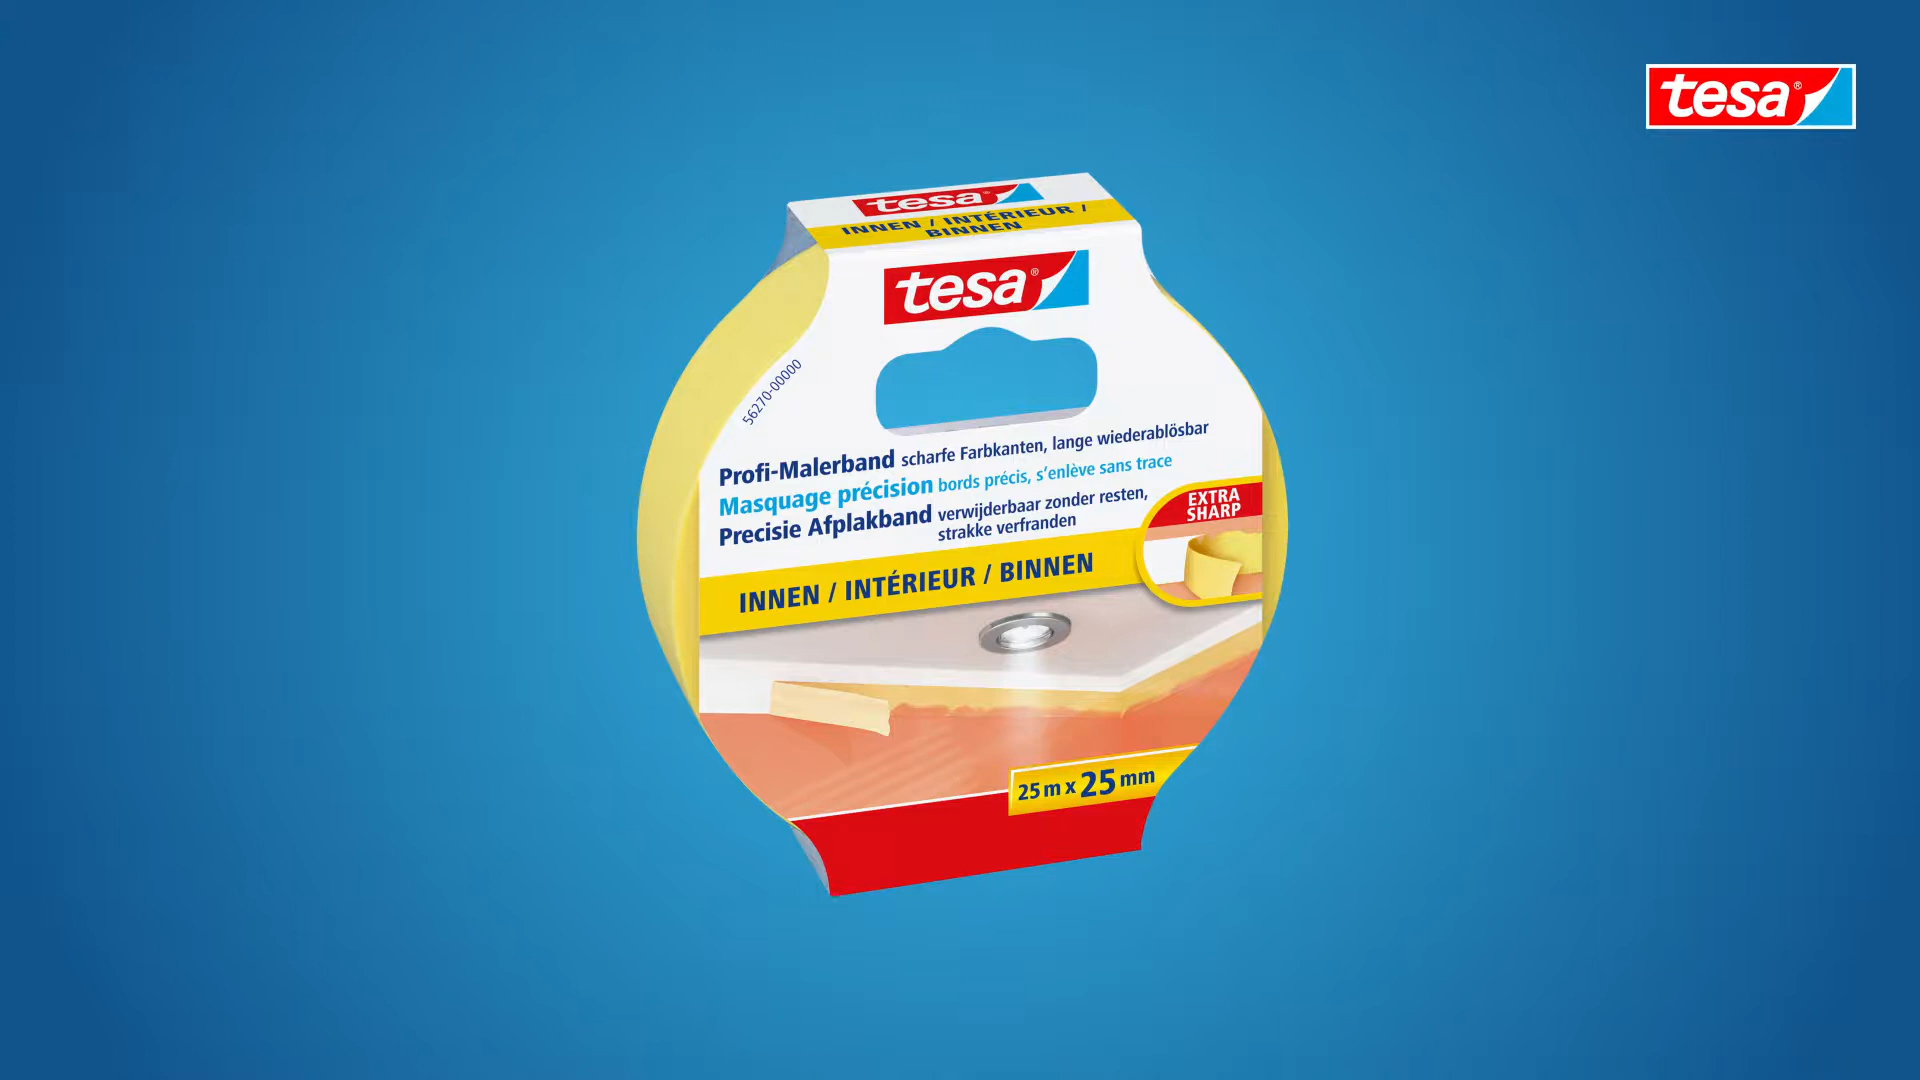 tesa®
tesa®
INNEN / INTÉRIEUR /
BINNEN
tesa®
56270-00000
Profi-Malerband scharfe Farbkanten, lange wiederablösbar
Masquage précision bords précis, s'enlève sans trace
Precisie Afplakband verwijderbaar zonder resten,
strakke verfranden
EXTRA
SHARP
INNEN / INTÉRIEUR / BINNEN
25 m x 25 mm